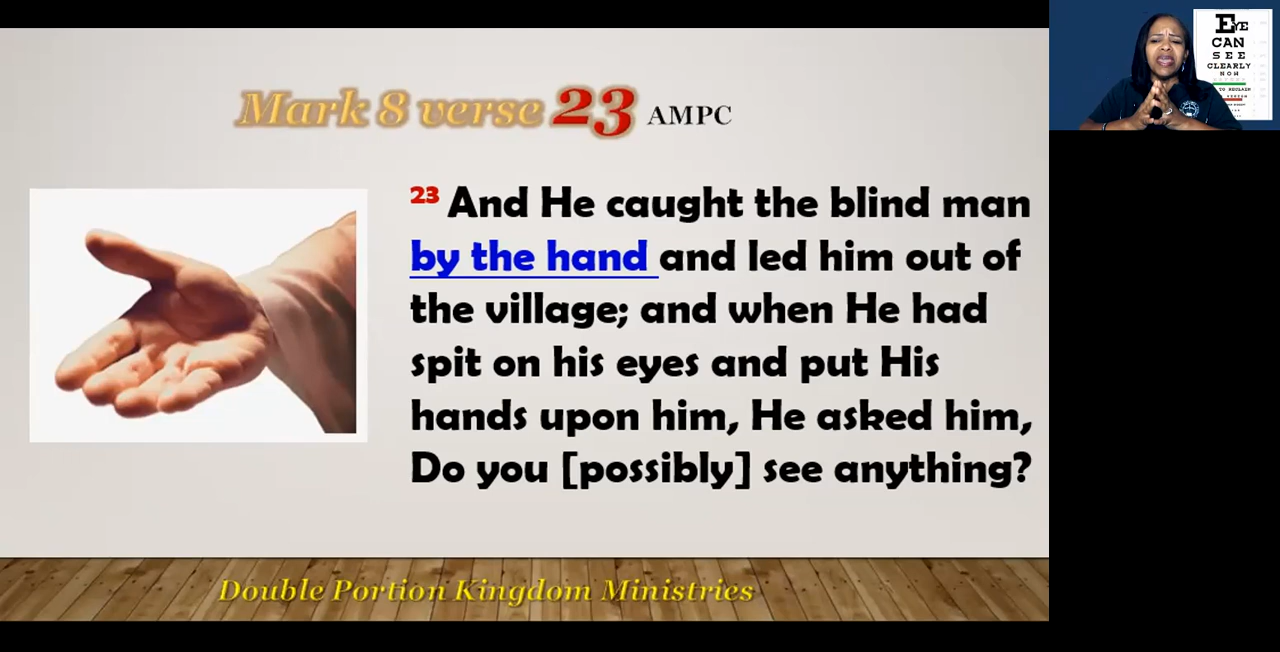 Mark 8 verse 23 AMPC
23 And He caught the blind man
by the hand and led him out of
the village; and when He had
spit on his eyes and put His
hands upon him, He asked him,
Do you [possibly] see anything?
Double Portion Kingdom Ministries
EYE
CAN
SEE
CLEARLY
NOW